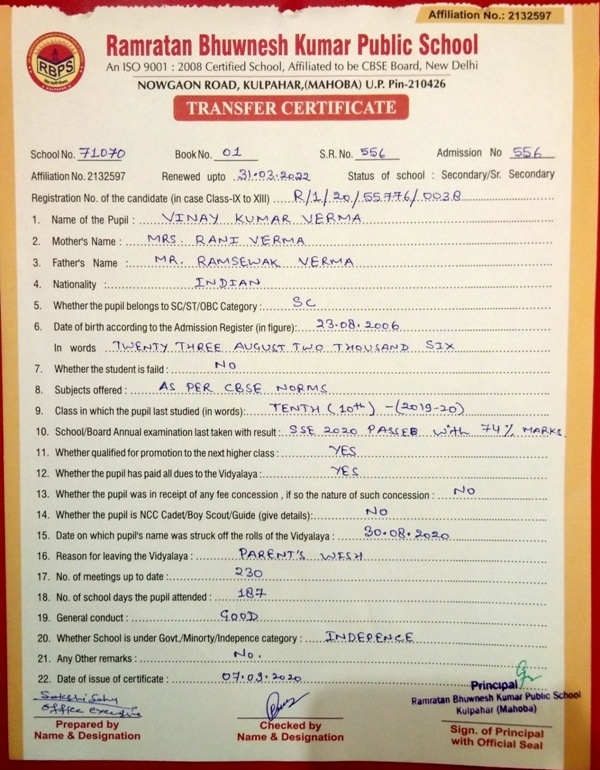 Affiliation No.: 2132597
RBPS
Ramratan Bhuwnesh Kumar Public School
An ISO 9001 : 2008 Certified School, Affiliated to be CBSE Board, New Delhi
NOWGAON ROAD, KULPAHAR,(MAHOBA) U.P. Pin-210426
TRANSFER CERTIFICATE
School No. 71070 Book No. 01 S.R. No. 556 Admission No 556
Affiliation No. 2132597 Renewed upto 31.03.2022 Status of school : Secondary/Sr. Secondary
Registration No. of the candidate (in case Class-IX to XIII) R/1/20/55776/0038
1. Name of the Pupil : VINAY KUMAR VERMA
2. Mother's Name : MRS. RANI VERMA
3. Father's Name : MR. RAMSEWAK VERMA
4. Nationality : INDIAN
5. Whether the pupil belongs to SC/ST/OBC Category : SC
6. Date of birth according to the Admission Register (in figure): 23.08.2006
In words TWENTY THREE AUGUST TWO THOUSAND SIX
7. Whether the student is faild : NO
8. Subjects offered : AS PER CBSE NORMS
9. Class in which the pupil last studied (in words): TENTH (10th) -(2019-20)
10. School/Board Annual examination last taken with result : SSE 2020 PASSED with 74% MARKS
11. Whether qualified for promotion to the next higher class : YES
12. Whether the pupil has paid all dues to the Vidyalaya : YES
13. Whether the pupil was in receipt of any fee concession , if so the nature of such concession : NO
14. Whether the pupil is NCC Cadet/Boy Scout/Guide (give details): NO
15. Date on which pupil's name was struck off the rolls of the Vidyalaya : 30.08.2020
16. Reason for leaving the Vidyalaya : PARENT'S WISH
17. No. of meetings up to date : 230
18. No. of school days the pupil attended : 187
19. General conduct : GOOD
20. Whether School is under Govt./Minorty/Indepence category : INDEPENCE
21. Any Other remarks : No.
22. Date of issue of certificate : 07.09.2020
Sakshi Sahu
office executive
Prepared by
Name & Designation
Checked by
Name & Designation
Principal
Ramratan Bhuwnesh Kumar Public School
Kulpahar (Mahoba)
Sign. of Principal
with Official Seal